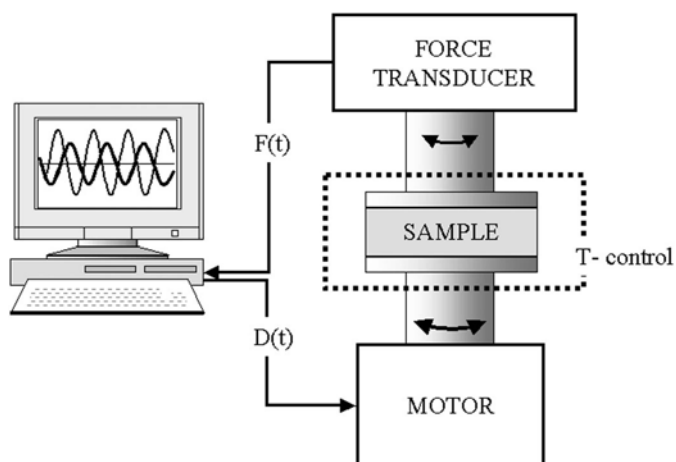 FORCE
TRANSDUCER
F(t)
SAMPLE
T- control
D(t)
MOTOR